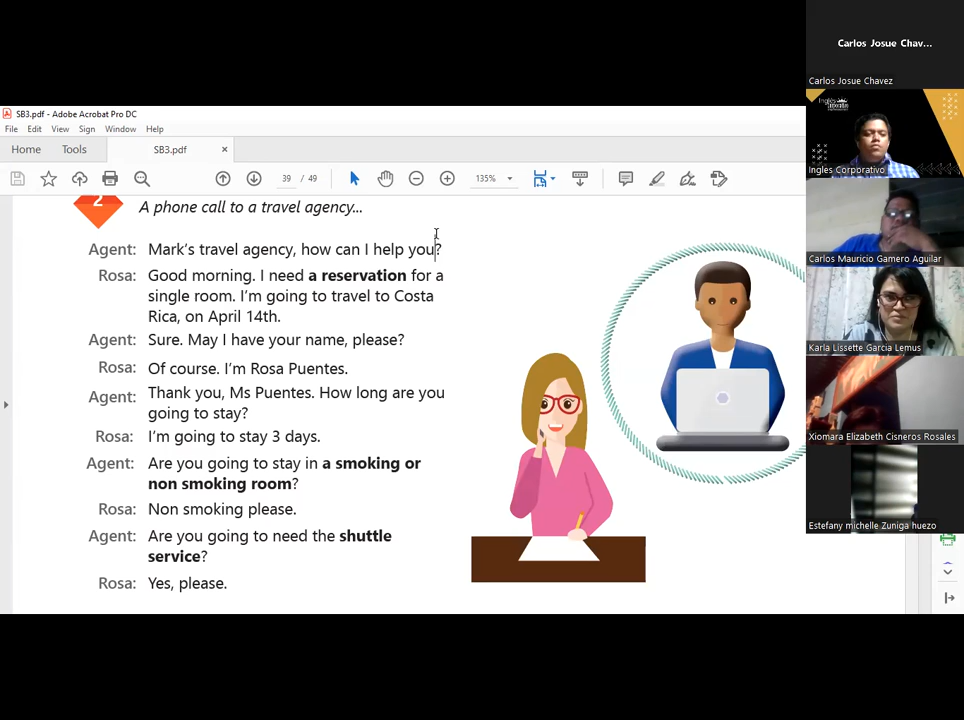 Carlos Josue Chav...
Carlos Josue Chavez
SB3.pdf - Adobe Acrobat Pro DC
File Edit View Sign Window Help
Home Tools SB3.pdf ×
39 / 49 135%
Inglés
Ingles Corporativo
Carlos Mauricio Gamero Aguilar
Karla Lissette Garcia Lemus
Xiomara Elizabeth Cisneros Rosales
Estefany michelle Zuniga huezo
2 A phone call to a travel agency...
Agent: Mark's travel agency, how can I help you?
Rosa: Good morning. I need a reservation for a
single room. I'm going to travel to Costa
Rica, on April 14th.
Agent: Sure. May I have your name, please?
Rosa: Of course. I'm Rosa Puentes.
Agent: Thank you, Ms Puentes. How long are you
going to stay?
Rosa: I'm going to stay 3 days.
Agent: Are you going to stay in a smoking or
non smoking room?
Rosa: Non smoking please.
Agent: Are you going to need the shuttle
service?
Rosa: Yes, please.